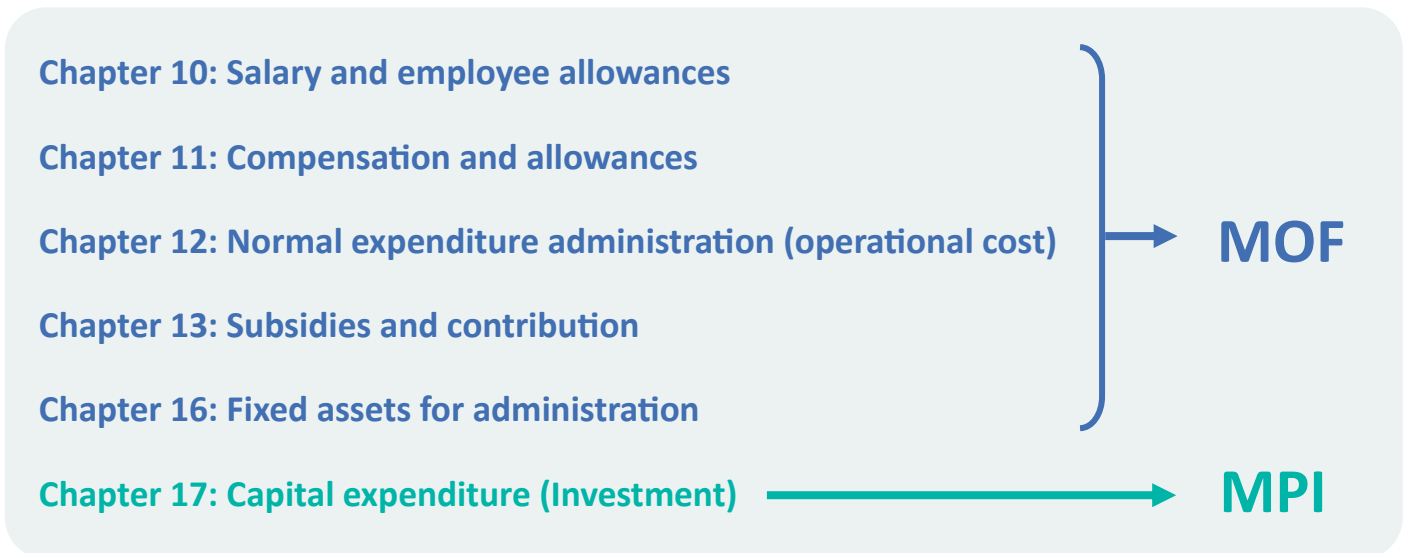 Chapter 10: Salary and employee allowances
Chapter 11: Compensation and allowances
Chapter 12: Normal expenditure administration (operational cost)
MOF
Chapter 13: Subsidies and contribution
Chapter 16: Fixed assets for administration
Chapter 17: Capital expenditure (Investment)
MPI